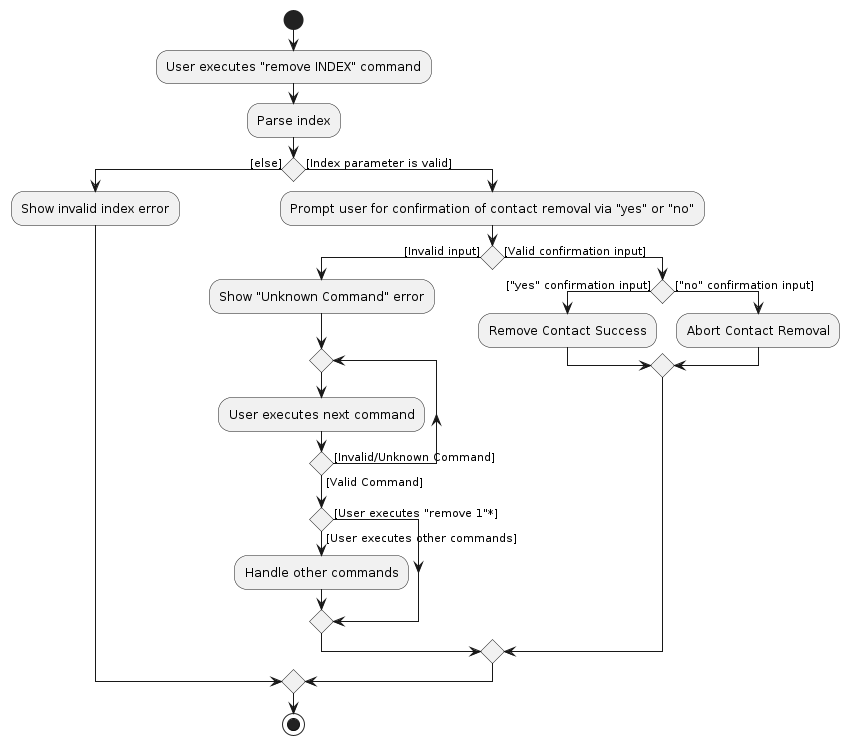 User executes "remove INDEX" command
Parse index
[else]
[Index parameter is valid]
Show invalid index error
Prompt user for confirmation of contact removal via "yes" or "no"
[Invalid input]
[Valid confirmation input]
Show "Unknown Command" error
["yes" confirmation input]
["no" confirmation input]
Remove Contact Success
Abort Contact Removal
User executes next command
[Invalid/Unknown Command]
[Valid Command]
[User executes "remove 1"*]
[User executes other commands]
Handle other commands